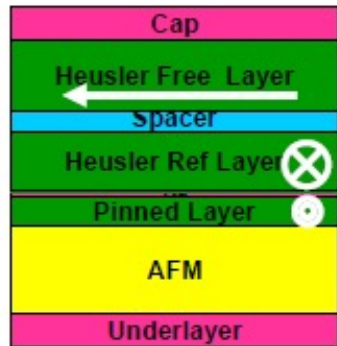 Cap
Heusler Free Layer
Spacer
Heusler Ref Layer
Pinned Layer
AFM
Underlayer